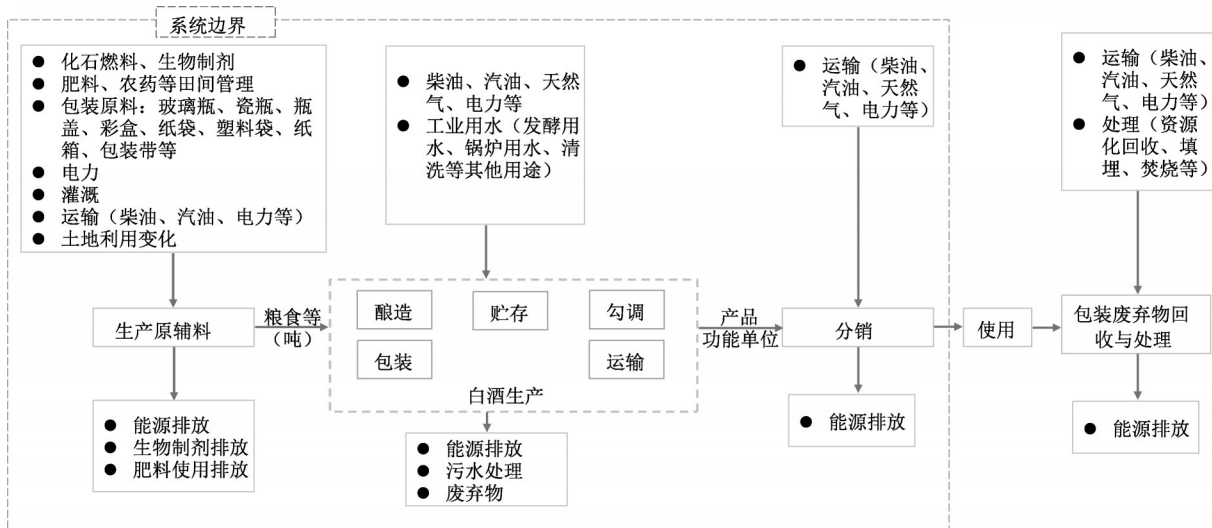 系统边界
● 化石燃料、生物制剂
● 肥料、农药等田间管理
● 包装原料：玻璃瓶、瓷瓶、瓶
盖、彩盒、纸袋、塑料袋、纸
箱、包装带等
● 电力
● 灌溉
● 运输（柴油、汽油、电力等）
● 土地利用变化
● 柴油、汽油、天然
气、电力等
● 工业用水（发酵用
水、锅炉用水、清
洗等其他用途）
● 运输（柴油、
汽油、天然
气、电力等）
● 运输（柴油、
汽油、天然
气、电力等）
● 处理（资源
化回收、填
埋、焚烧等）
生产原辅料
粮食等
（吨）
酿造
贮存
勾调
包装
运输
白酒生产
产品
功能单位
分销
使用
包装废弃物回
收与处理
● 能源排放
● 生物制剂排放
● 肥料使用排放
● 能源排放
● 污水处理
● 废弃物
● 能源排放
● 能源排放